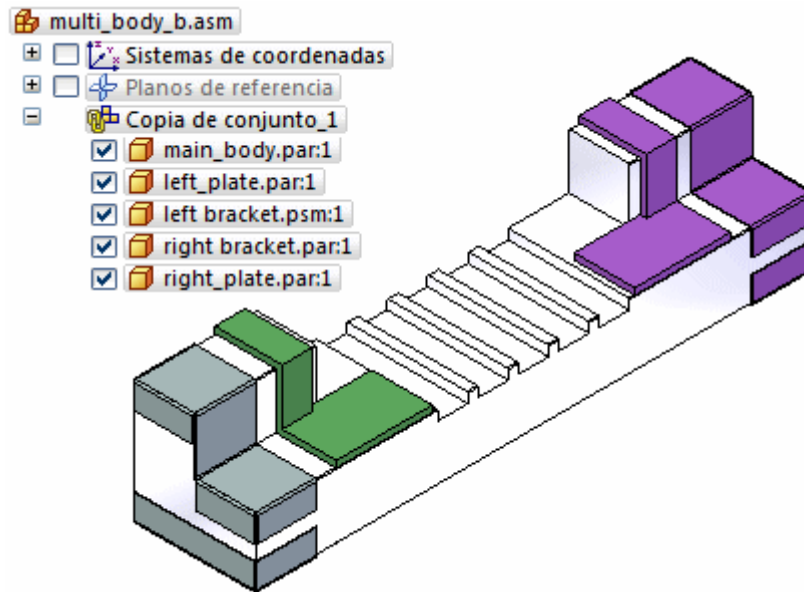 multi_body_b.asm
Sistemas de coordenadas
Planos de referencia
Copia de conjunto_1
main_body.par:1
left_plate.par:1
left bracket.psm:1
right bracket.par:1
right_plate.par:1